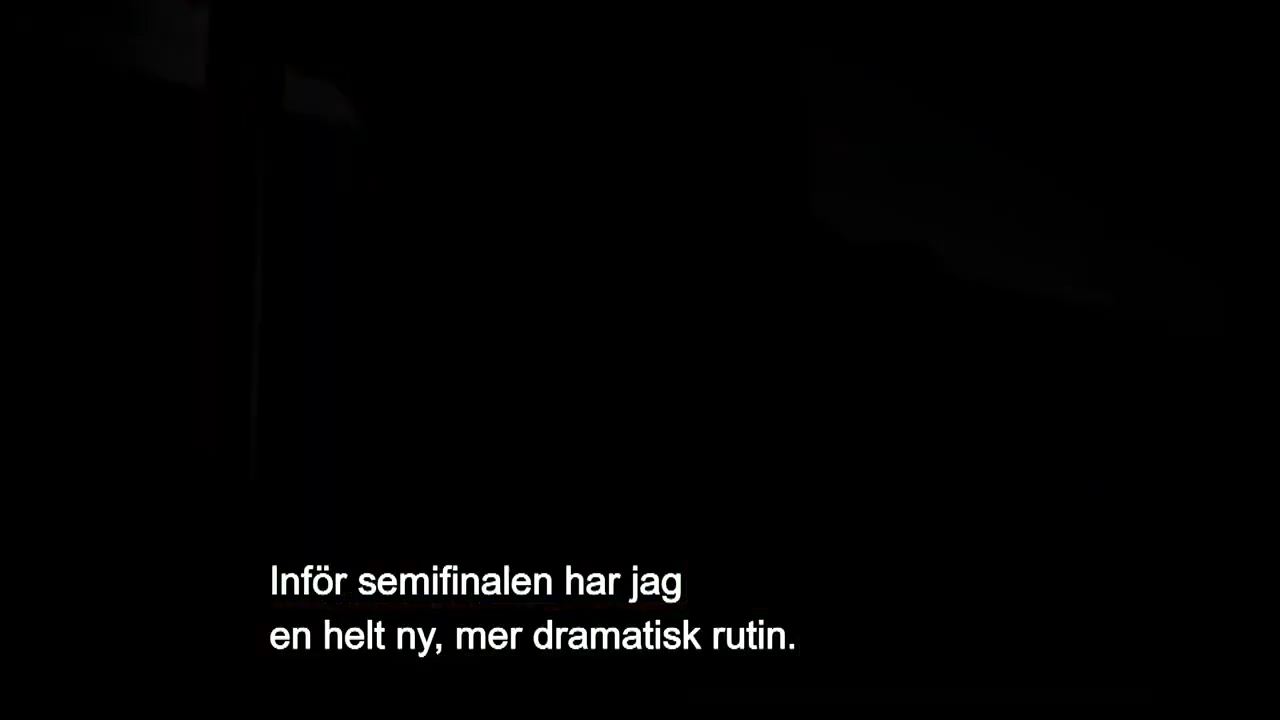 Inför semifinalen har jag
en helt ny, mer dramatisk rutin.